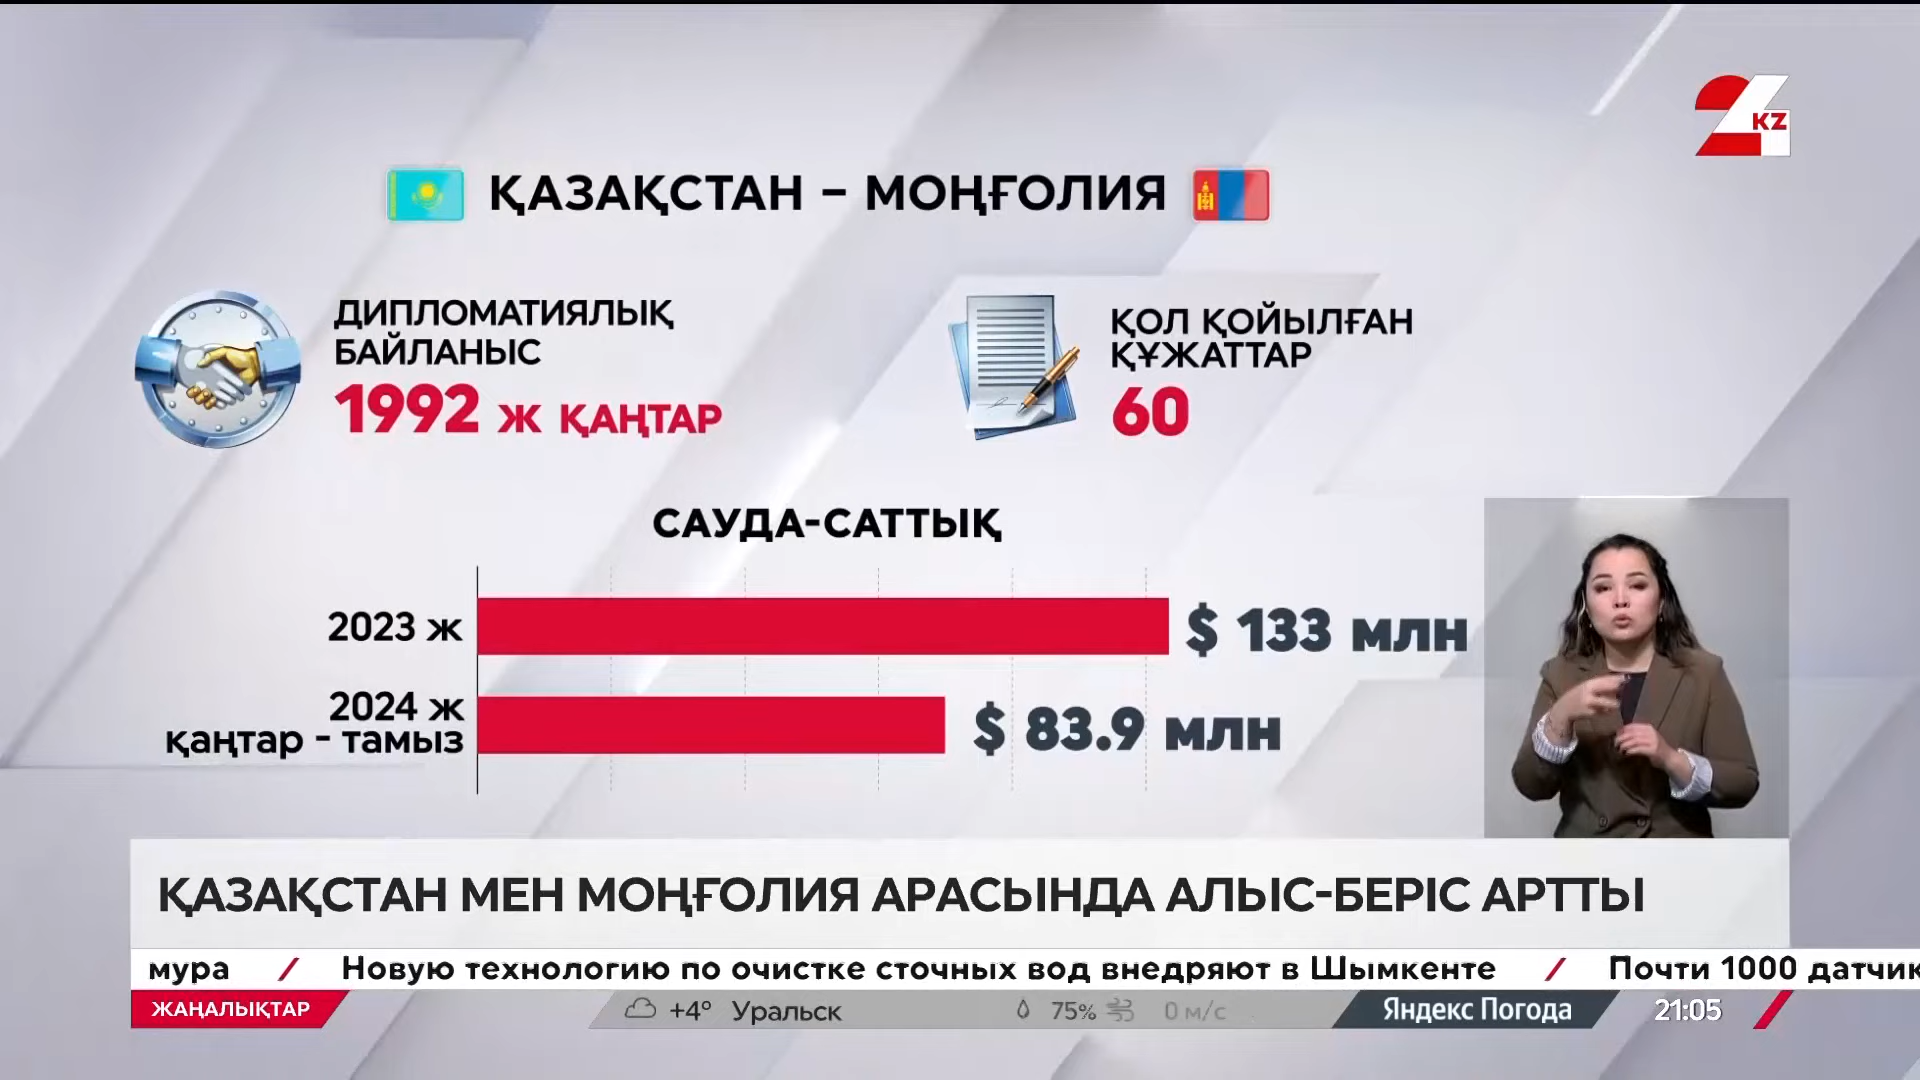 24 KZ
ҚАЗАҚСТАН – МОҢҒОЛИЯ
ДИПЛОМАТИЯЛЫҚ
БАЙЛАНЫС
1992 Ж ҚАҢТАР
ҚОЛ ҚОЙЫЛҒАН
ҚҰЖАТТАР
60
САУДА-САТТЫҚ
2023 ж
$ 133 млн
2024 ж
қаңтар - тамыз
$ 83.9 млн
ҚАЗАҚСТАН МЕН МОҢҒОЛИЯ АРАСЫНДА АЛЫС-БЕРІС АРТТЫ
мура / Новую технологию по очистке сточных вод внедряют в Шымкенте / Почти 1000 датчик
ЖАҢАЛЫҚТАР
+4° Уральск
75% 0 м/с
Яндекс Погода
21:05